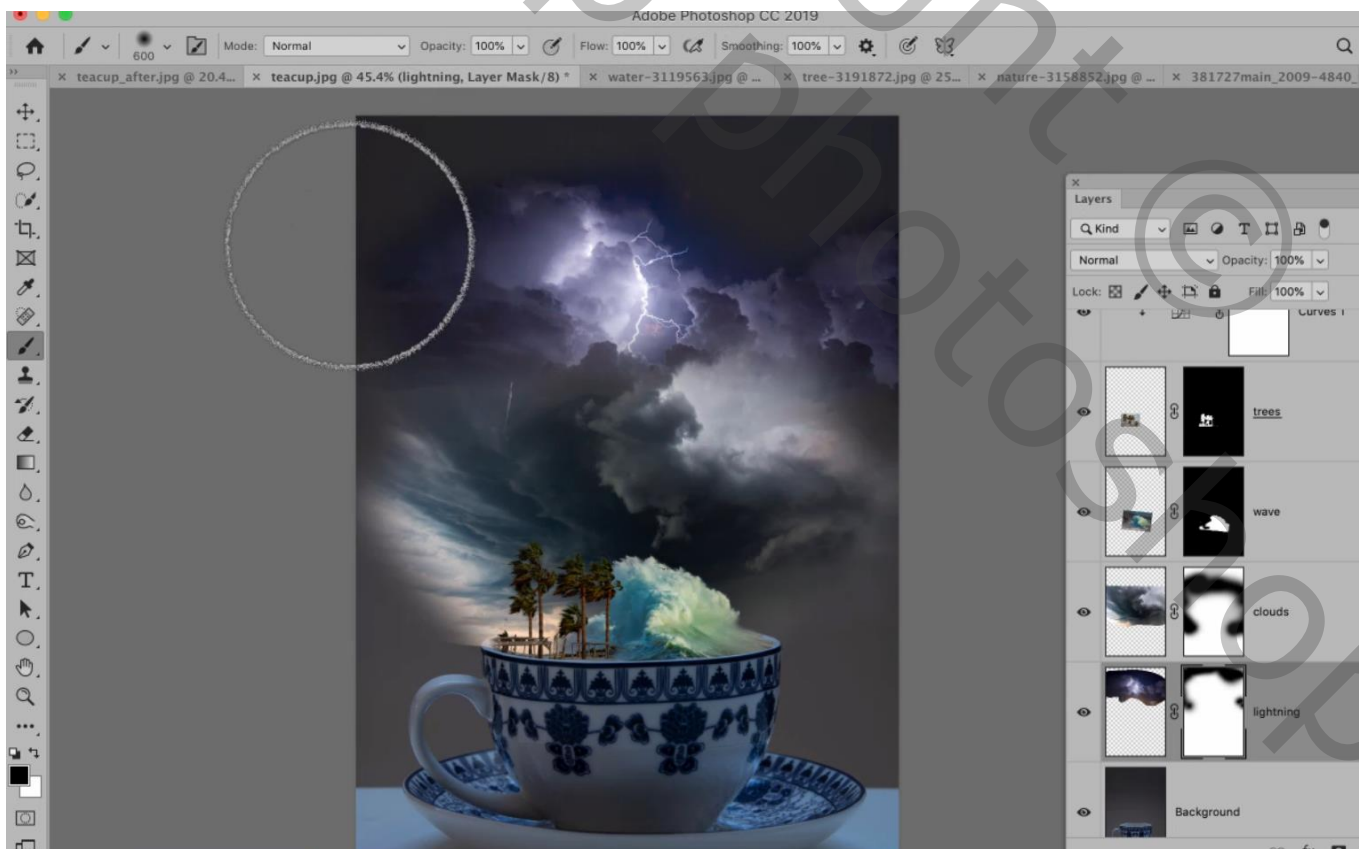 Adobe Photoshop CC 2019
600
Mode: Normal Opacity: 100% Flow: 100% Smoothing: 100%
× teacup_after.jpg @ 20.4... × teacup.jpg @ 45.4% (lightning, Layer Mask/8) * × water-3119563.jpg @ ... × tree-3191872.jpg @ 25... × nature-3158852.jpg @ ... × 381727main_2009-4840_
Layers
Kind
Normal Opacity: 100%
Lock: Fill: 100%
Curves 1
trees
wave
clouds
lightning
Background
photoshop